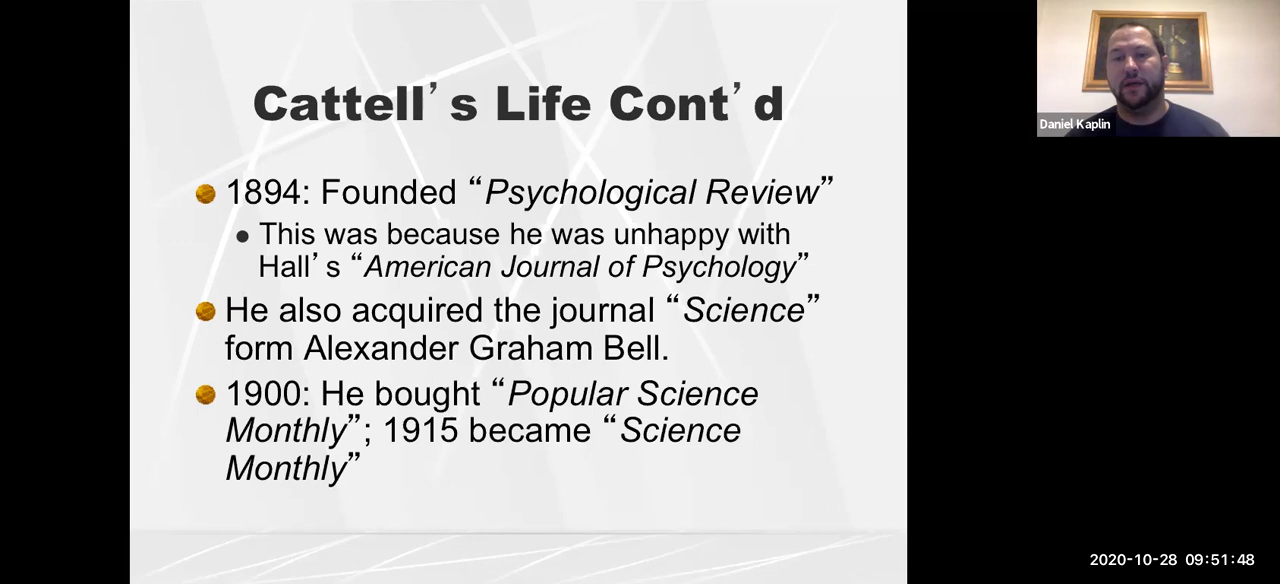 Cattell’s Life Cont’d
1894: Founded “Psychological Review”
This was because he was unhappy with
Hall’s “American Journal of Psychology”
He also acquired the journal “Science”
form Alexander Graham Bell.
1900: He bought “Popular Science
Monthly”; 1915 became “Science
Monthly”
Daniel Kaplin
2020-10-28 09:51:48